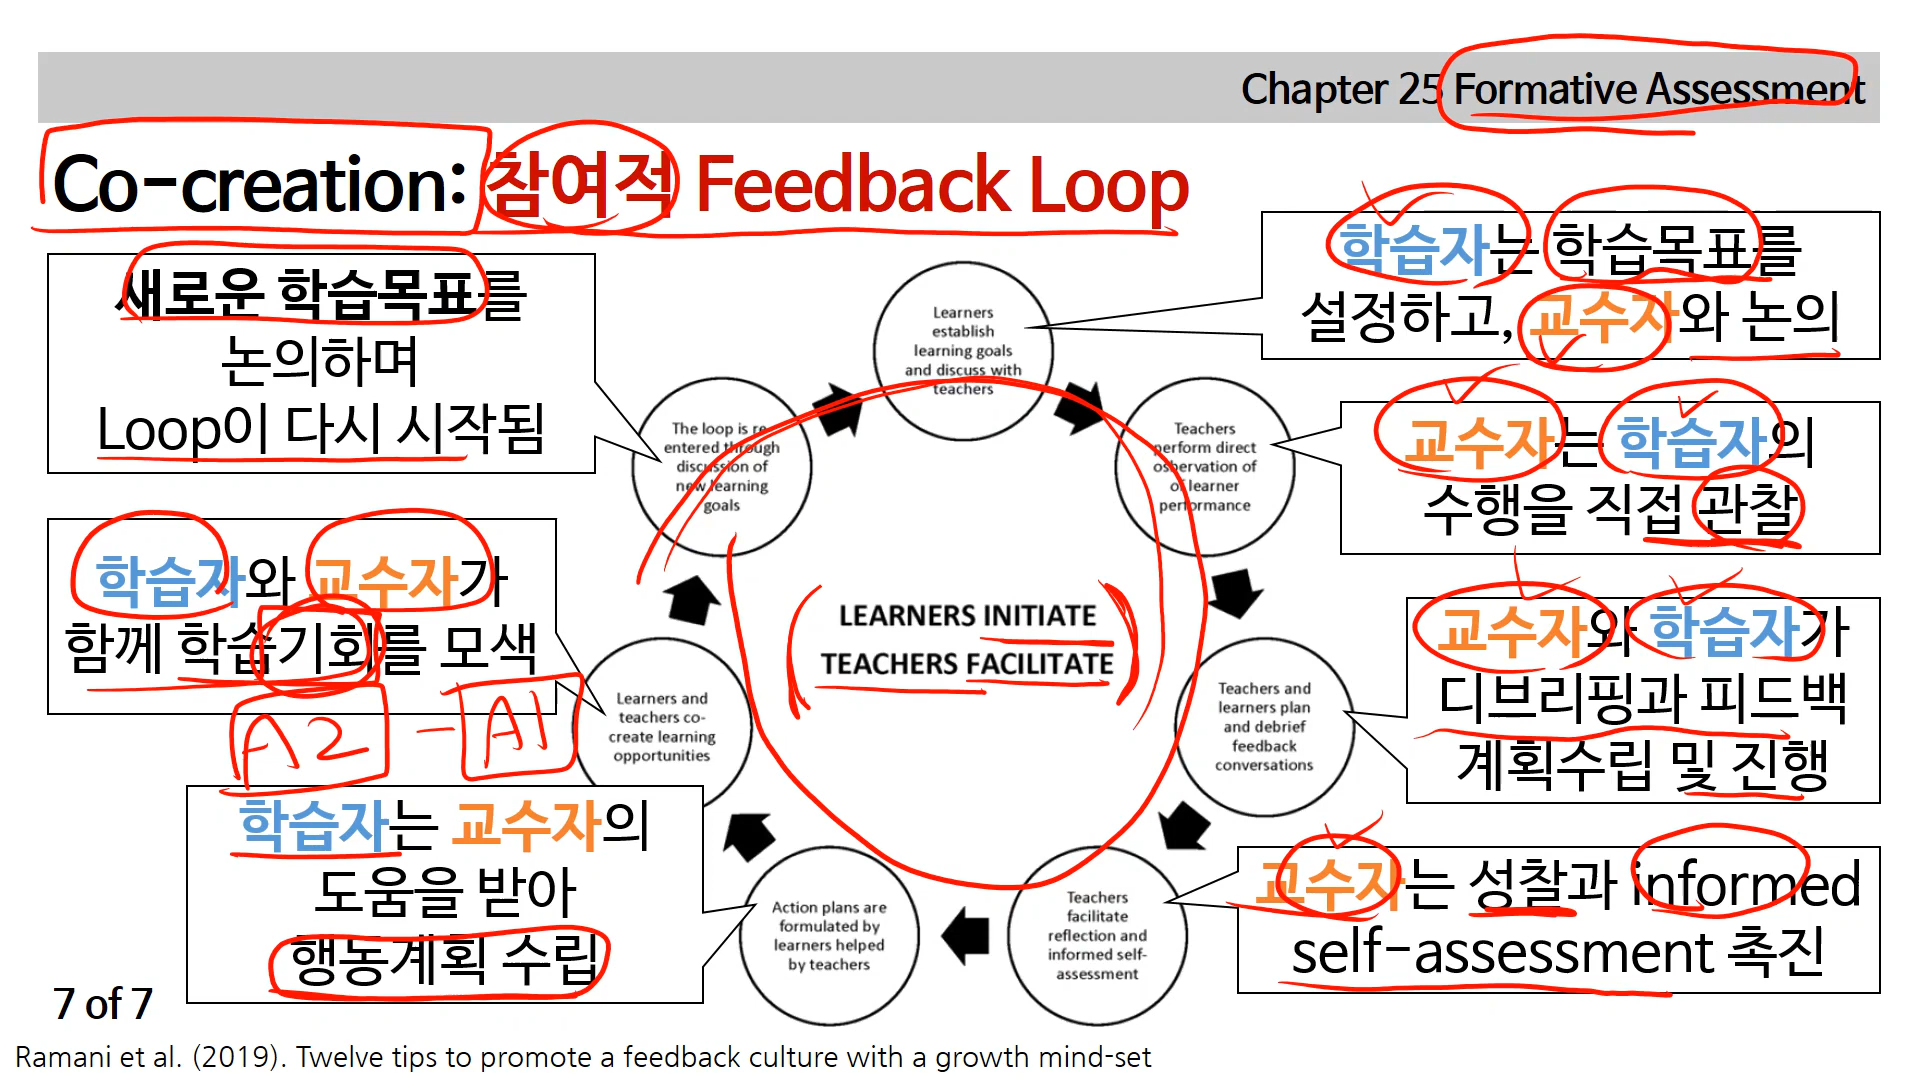 Chapter 25 Formative Assessment
Co-creation: 참여적 Feedback Loop
학습자는 학습목표를
설정하고, 교수자와 논의
교수자는 학습자의
수행을 직접 관찰
교수자와 학습자가
디브리핑과 피드백
계획수립 및 진행
교수자는 성찰과 informed
self-assessment 촉진
학습자는 교수자의
도움을 받아
행동계획 수립
학습자와 교수자가
함께 학습기회를 모색
A2 - A1
새로운 학습목표를
논의하며
Loop이 다시 시작됨
Learners
establish
learning goals
and discuss with
teachers
Teachers
perform direct
osbervation of
of learner
performance
Teachers and
learners plan
and debrief
feedback
conversations
Teachers
facilitate
reflection and
informed self-
assessment
Action plans are
formulated by
learners helped
by teachers
Learners and
teachers co-
create learning
opportunities
The loop is re-
entered through
discussion of
new learning
goals
LEARNERS INITIATE
TEACHERS FACILITATE
7 of 7
Ramani et al. (2019). Twelve tips to promote a feedback culture with a growth mind-set